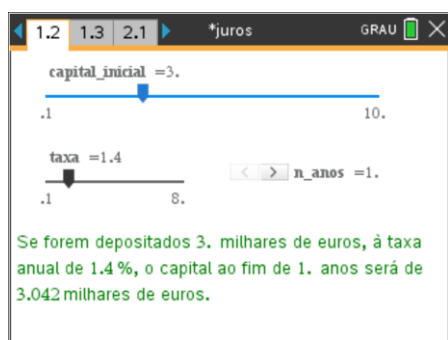 1.2 1.3 2.1 *juros GRAU
capital_inicial =3.
.1 10.
taxa =1.4
n_anos =1.
.1 8.
Se forem depositados 3. milhares de euros, à taxa
anual de 1.4 %, o capital ao fim de 1. anos será de
3.042 milhares de euros.